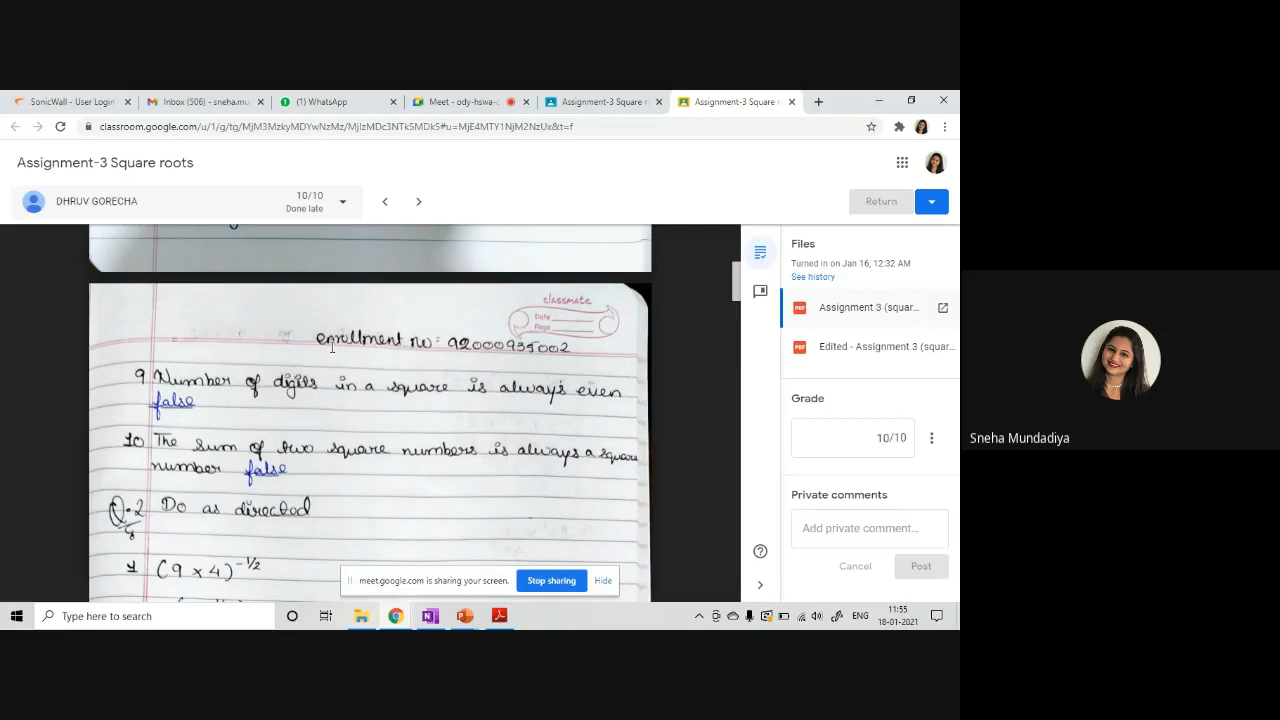 SonicWall - User Login
Inbox (506) - sneha.mu
(1) WhatsApp
Meet - ody-hswa-c
Assignment-3 Square r
Assignment-3 Square r
classroom.google.com/u/1/g/tg/MjM3MzkyMDYwNzMz/MjIzMDc3NTk5MDk5#u=MjE4MTY1NjM2NzUx&t=f
Assignment-3 Square roots
DHRUV GORECHA
10/10
Done late
Return
classmate
Date
Page
enrollment no: 92000935002
9 Number of digits in a square is always even
false
10 The sum of two square numbers is always a square
number false
Q.2 Do as directed
1 (9 x 4)^-1/2
meet.google.com is sharing your screen.
Stop sharing
Hide
Files
Turned in on Jan 16, 12:32 AM
See history
Assignment 3 (squar...
Edited - Assignment 3 (squar...
Grade
10/10
Private comments
Add private comment...
Cancel
Post
Type here to search
ENG
11:55
18-01-2021
Sneha Mundadiya